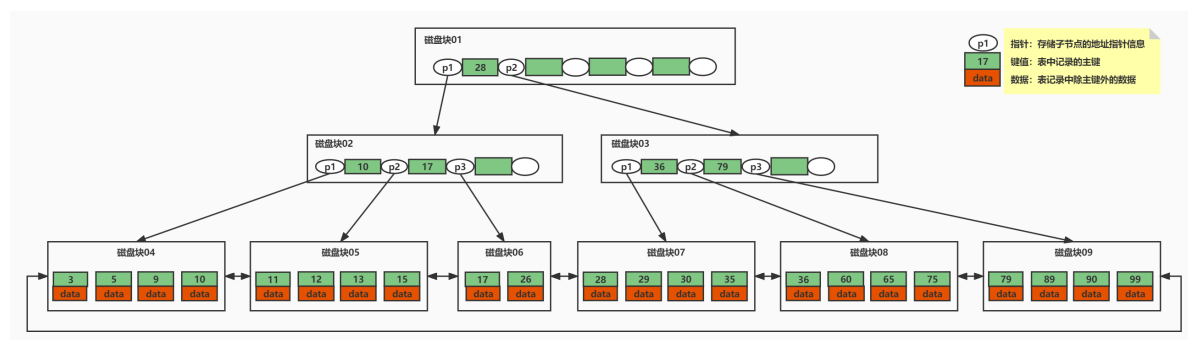 磁盘块01
p1 28 p2
p1 指针：存储子节点的地址指针信息
17 键值：表中记录的主键
data 数据：表记录中除主键外的数据
磁盘块02
p1 10 p2 17 p3
磁盘块03
p1 36 p2 79 p3
磁盘块04
3 5 9 10
data data data data
磁盘块05
11 12 13 15
data data data data
磁盘块06
17 26
data data
磁盘块07
28 29 30 35
data data data data
磁盘块08
36 60 65 75
data data data data
磁盘块09
79 89 90 99
data data data data